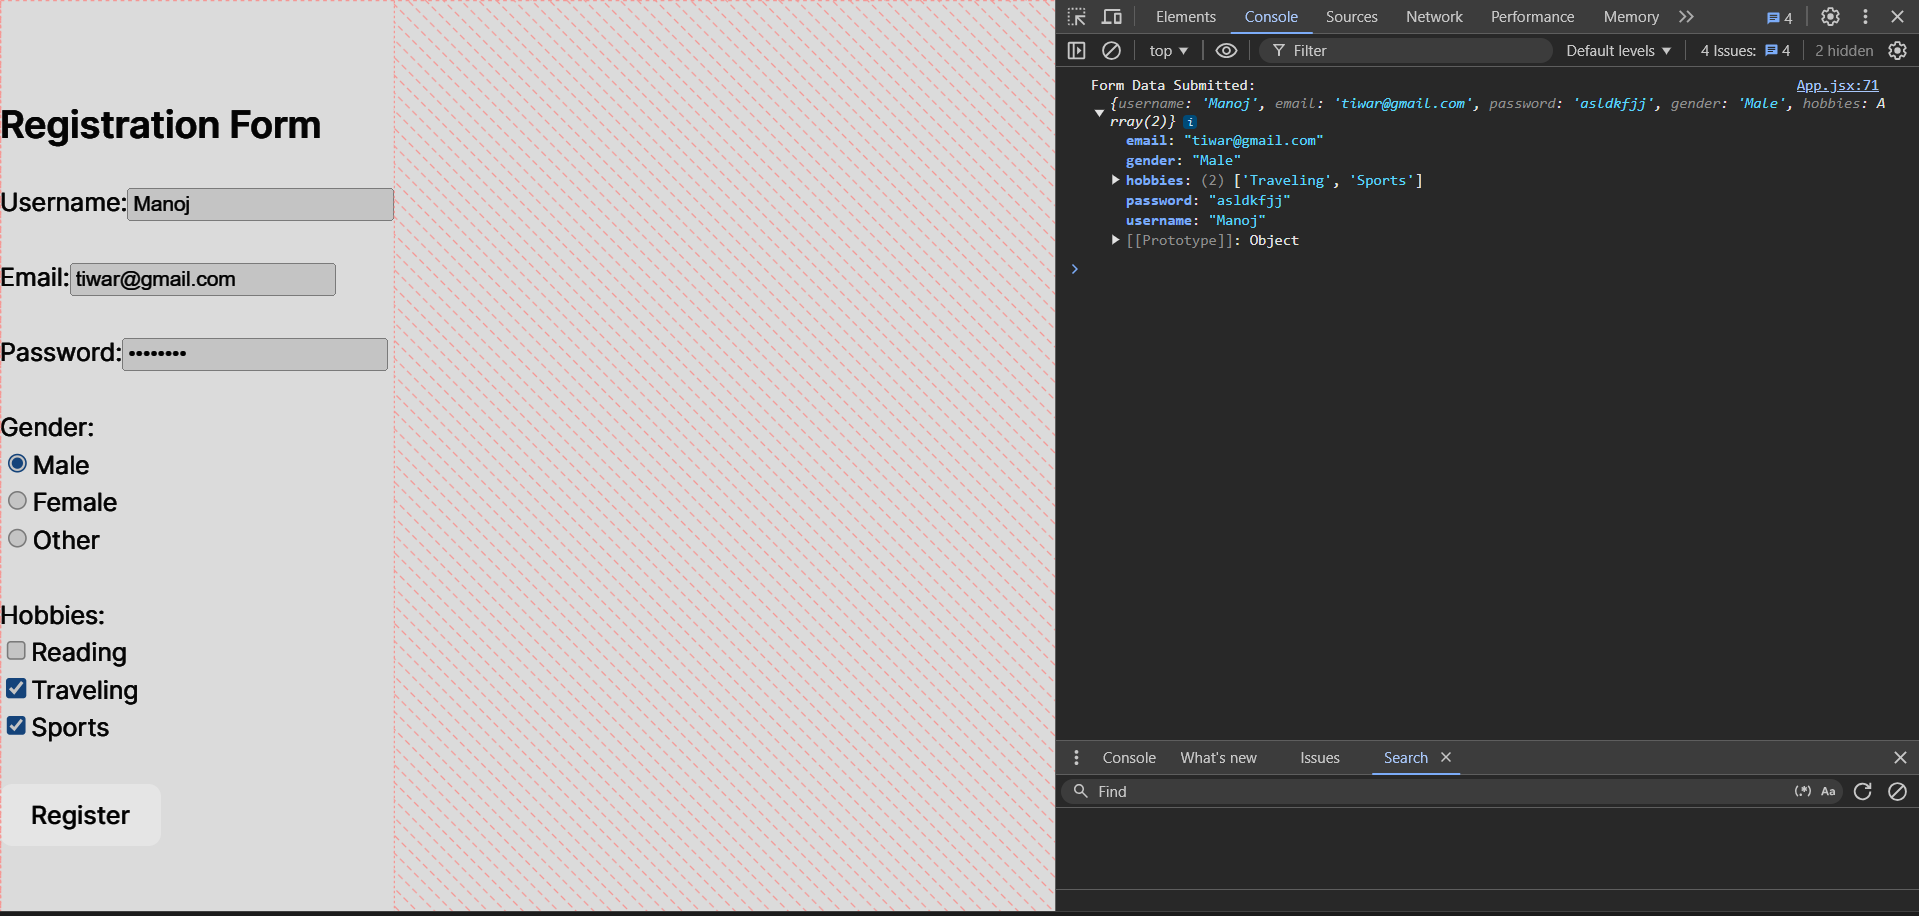 Registration Form
Username: Manoj
Email: tiwar@gmail.com
Password: ••••••••
Gender:
Male
Female
Other
Hobbies:
Reading
Traveling
Sports
Register
Elements Console Sources Network Performance Memory 4
top Filter Default levels 4 Issues: 4 2 hidden
Form Data Submitted: App.jsx:71
{username: 'Manoj', email: 'tiwar@gmail.com', password: 'asldkfjj', gender: 'Male', hobbies: A
rray(2)} i
email: "tiwar@gmail.com"
gender: "Male"
hobbies: (2) ['Traveling', 'Sports']
password: "asldkfjj"
username: "Manoj"
[[Prototype]]: Object
Console What's new Issues Search
Find (.*) Aa